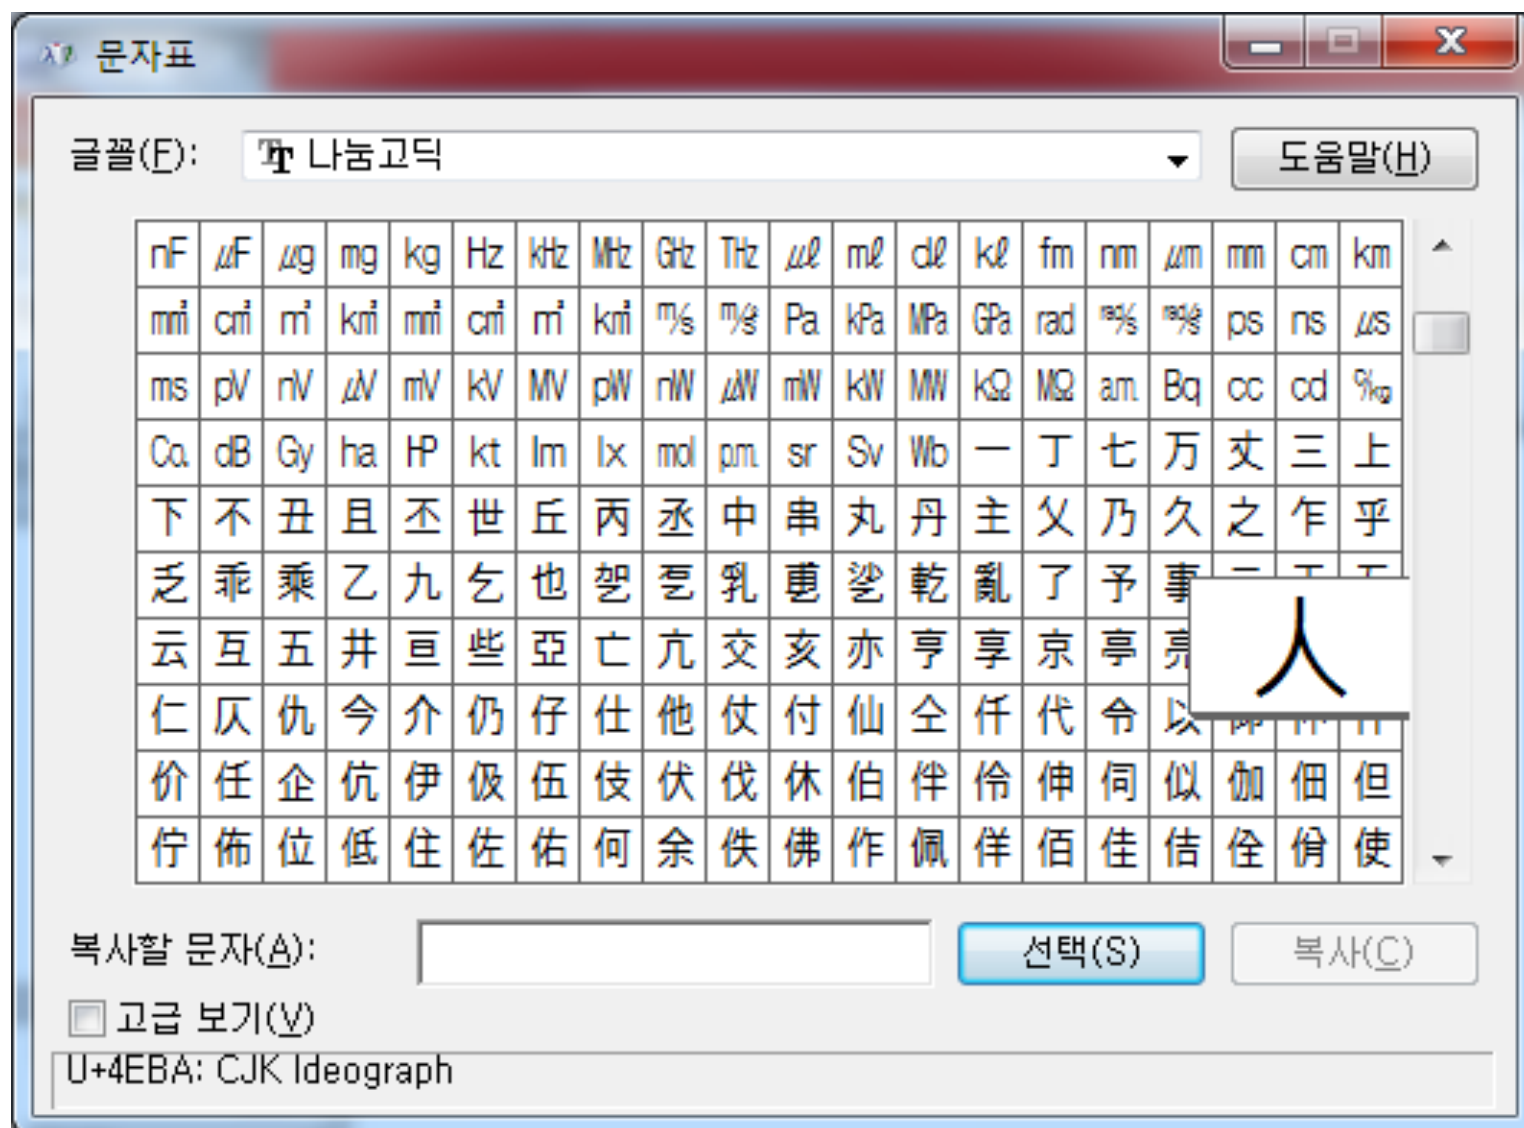 문자표
글꼴(F): 나눔고딕 도움말(H)
㎋ ㎌ ㎍ ㎎ ㎏ ㎐ ㎑ ㎒ ㎓ ㎔ ㎕ ㎖ ㎗ ㎘ ㎙ ㎚ ㎛ ㎜ ㎝ ㎞
㎟ ㎠ ㎡ ㎢ ㎣ ㎤ ㎥ ㎦ ㎧ ㎨ ㎩ ㎪ ㎫ ㎬ ㎭ ㎮ ㎯ ㎰ ㎱ ㎲
㎳ ㎴ ㎵ ㎶ ㎷ ㎸ ㎹ ㎺ ㎻ ㎼ ㎽ ㎾ ㎿ ㏀ ㏁ ㏂ ㏃ ㏄ ㏅ ㏆
㏇ ㏈ ㏉ ㏊ ㏋ ㏏ ㏐ ㏓ ㏖ ㏘ ㏛ ㏜ ㏝ 一 丁 七 万 丈 三 上
下 不 丑 且 丕 世 丘 丙 丞 中 串 丸 丹 主 乂 乃 久 之 乍 乎
乏 乖 乘 乙 九 乞 也 乫 乭 乳 乶 乷 乾 亂 了 予 事
云 互 五 井 亘 些 亞 亡 亢 交 亥 亦 亨 享 京 亭 亮 人
仁 仄 仇 今 介 仍 仔 仕 他 仗 付 仙 仝 仟 代 令 以
价 任 企 伉 伊 伋 伍 伎 伏 伐 休 伯 伴 伶 伸 伺 似 伽 佃 但
佇 佈 位 低 住 佐 佑 何 余 佚 佛 作 佩 佯 佰 佳 佶 佺 佾 使
복사할 문자(A): 선택(S) 복사(C)
고급 보기(V)
U+4EBA: CJK Ideograph